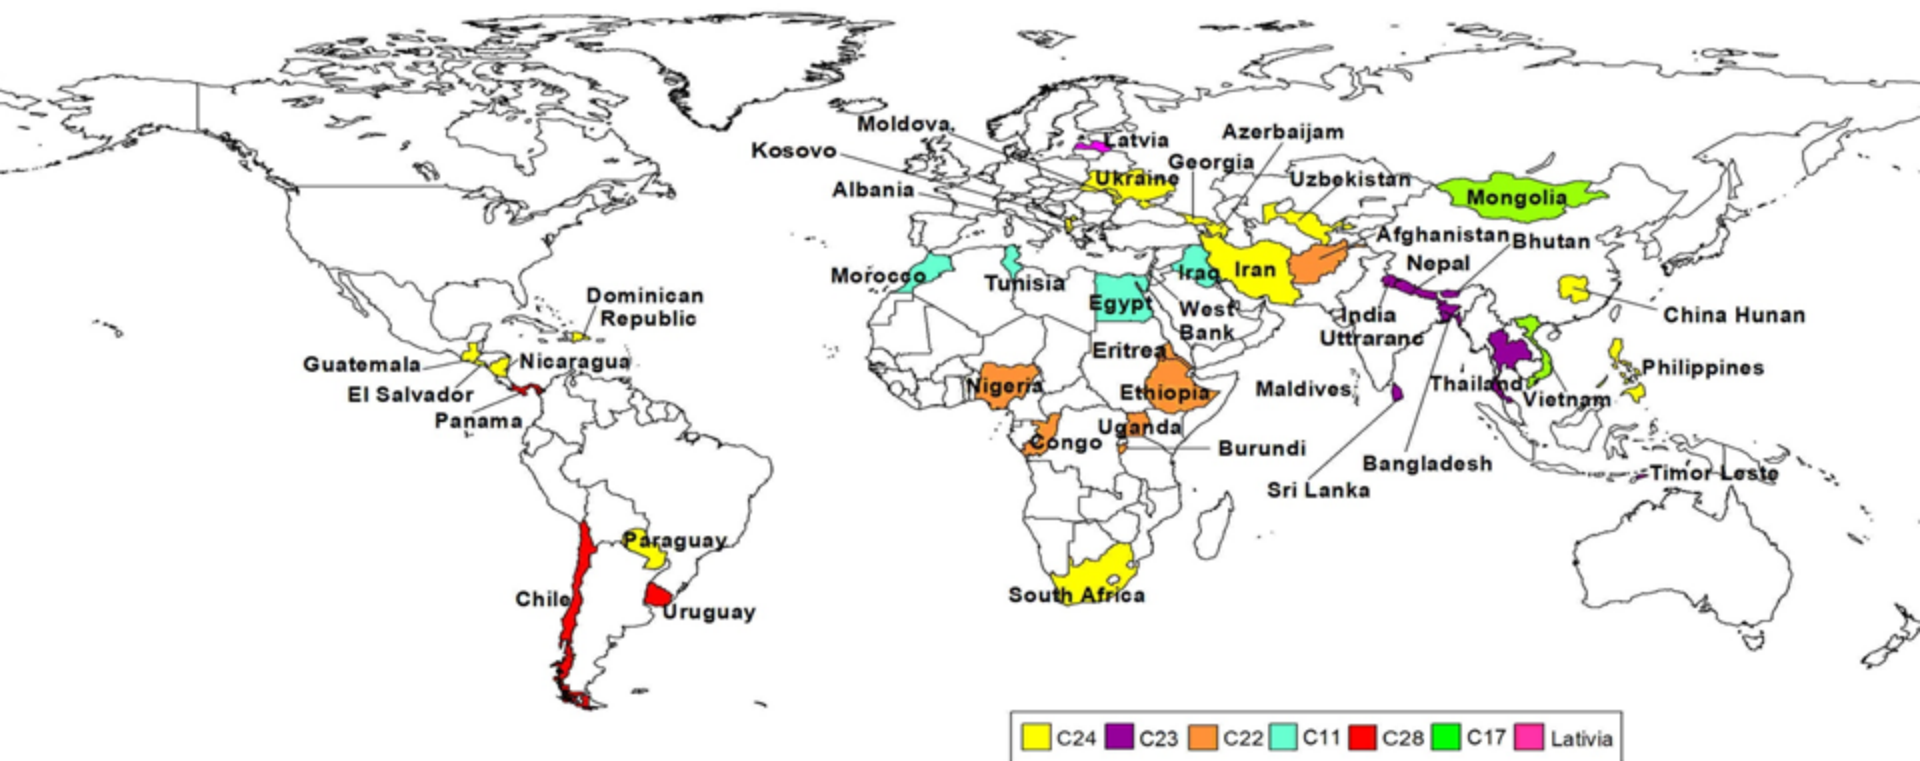 Moldova
Latvia
Azerbaijam
Kosovo
Georgia
Albania
Ukraine
Uzbekistan
Mongolia
Afghanistan
Bhutan
Nepal
Morocco
Tunisia
Iraq
Iran
Egypt
West
Bank
India
Uttraranc
China Hunan
Dominican
Republic
Guatemala
Nicaragua
El Salvador
Panama
Eritrea
Nigeria
Ethiopia
Maldives
Thailand
Vietnam
Philippines
Congo
Uganda
Burundi
Sri Lanka
Bangladesh
Timor Leste
Paraguay
Chile
Uruguay
South Africa
C24 C23 C22 C11 C28 C17 Lativia